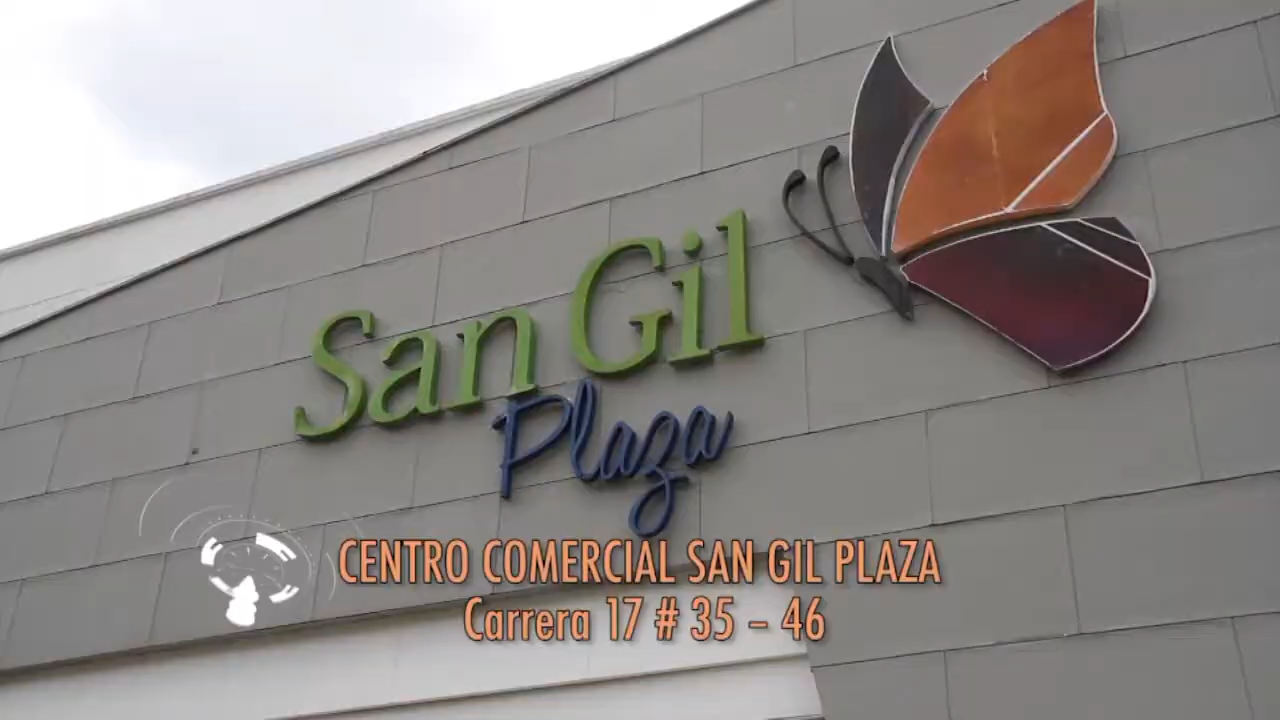 San Gil
Plaza
CENTRO COMERCIAL SAN GIL PLAZA
Carrera 17 # 35 - 46